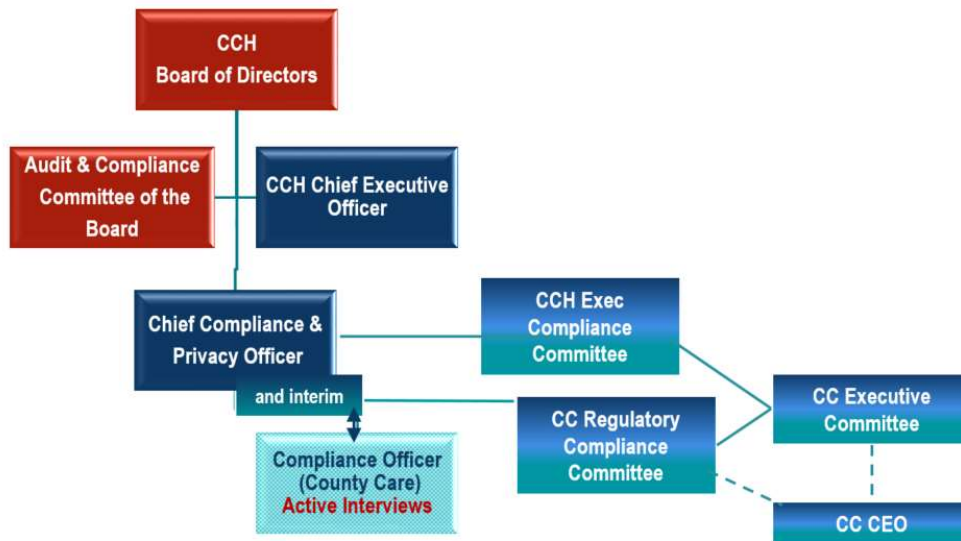 CCH
Board of Directors
Audit & Compliance
Committee of the
Board
CCH Chief Executive
Officer
Chief Compliance &
Privacy Officer
and interim
Compliance Officer
(County Care)
Active Interviews
CCH Exec
Compliance
Committee
CC Regulatory
Compliance
Committee
CC Executive
Committee
CC CEO